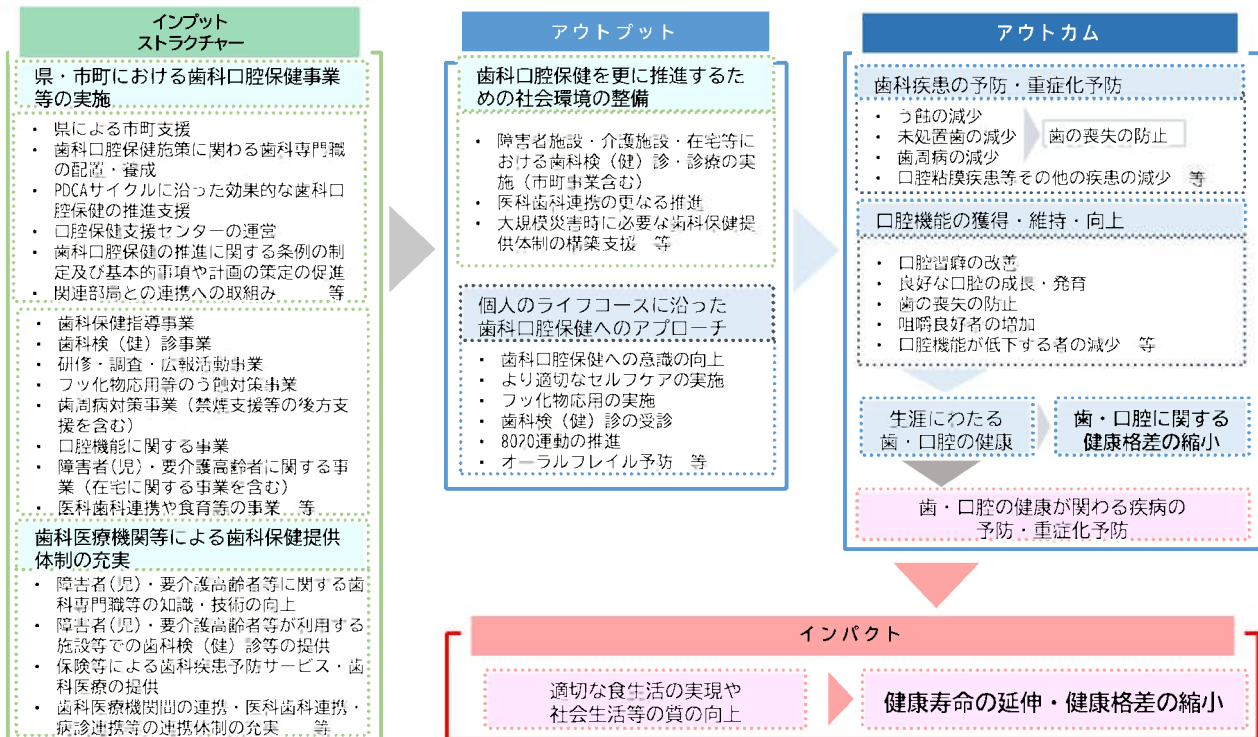 インプット
ストラクチャー
県・市町における歯科口腔保健事業
等の実施
・ 県による市町支援
・ 歯科口腔保健施策に関わる歯科専門職
の配置・養成
・ PDCAサイクルに沿った効果的な歯科口
腔保健の推進支援
・ 口腔保健支援センターの運営
・ 歯科口腔保健の推進に関する条例の制
定及び基本的事項や計画の策定の促進
・ 関連部局との連携への取組み 等
・ 歯科保健指導事業
・ 歯科検（健）診事業
・ 研修・調査・広報活動事業
・ フッ化物応用等のう蝕対策事業
・ 歯周病対策事業（禁煙支援等の後方支
援を含む）
・ 口腔機能に関する事業
・ 障害者(児)・要介護高齢者に関する事
業（在宅に関する事業を含む）
・ 医科歯科連携や食育等の事業 等
歯科医療機関等による歯科保健提供
体制の充実
・ 障害者(児)・要介護高齢者等に関する歯
科専門職等の知識・技術の向上
・ 障害者(児)・要介護高齢者等が利用する
施設等での歯科検（健）診等の提供
・ 保険等による歯科疾患予防サービス・歯
科医療の提供
・ 歯科医療機関間の連携・医科歯科連携・
病診連携等の連携体制の充実 等
アウトプット
歯科口腔保健を更に推進するた
めの社会環境の整備
・ 障害者施設・介護施設・在宅等に
おける歯科検（健）診・診療の実
施（市町事業含む）
・ 医科歯科連携の更なる推進
・ 大規模災害時に必要な歯科保健提
供体制の構築支援 等
個人のライフコースに沿った
歯科口腔保健へのアプローチ
・ 歯科口腔保健への意識の向上
・ より適切なセルフケアの実施
・ フッ化物応用の実施
・ 歯科検（健）診の受診
・ 8020運動の推進
・ オーラルフレイル予防 等
アウトカム
歯科疾患の予防・重症化予防
・ う蝕の減少
・ 未処置歯の減少
・ 歯周病の減少
・ 口腔粘膜疾患等その他の疾患の減少 等
歯の喪失の防止
口腔機能の獲得・維持・向上
・ 口腔習癖の改善
・ 良好な口腔の成長・発育
・ 歯の喪失の防止
・ 咀嚼良好者の増加
・ 口腔機能が低下する者の減少 等
生涯にわたる
歯・口腔の健康
歯・口腔に関する
健康格差の縮小
歯・口腔の健康が関わる疾病の
予防・重症化予防
インパクト
適切な食生活の実現や
社会生活等の質の向上
健康寿命の延伸・健康格差の縮小